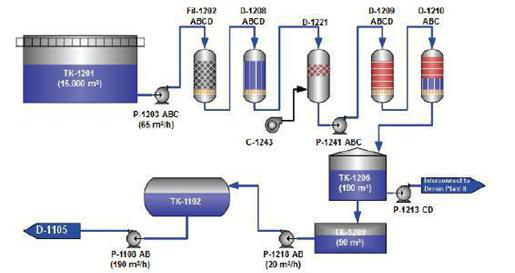 Fil-1202
ABCD
D-1208
ABCD
D-1221
D-1209
ABCD
D-1210
ABC
TK-1201
(15.000 m³)
P-1203 ABC
(65 m³/h)
C-1243
P-1241 ABC
TK-1206
(190 m³)
Interconnect to
Demin Plant II
P-1213 CD
TK-1102
TK-1209
(90 m³)
D-1105
P-1108 AB
(190 m³/h)
P-1218 AB
(20 m³/h)